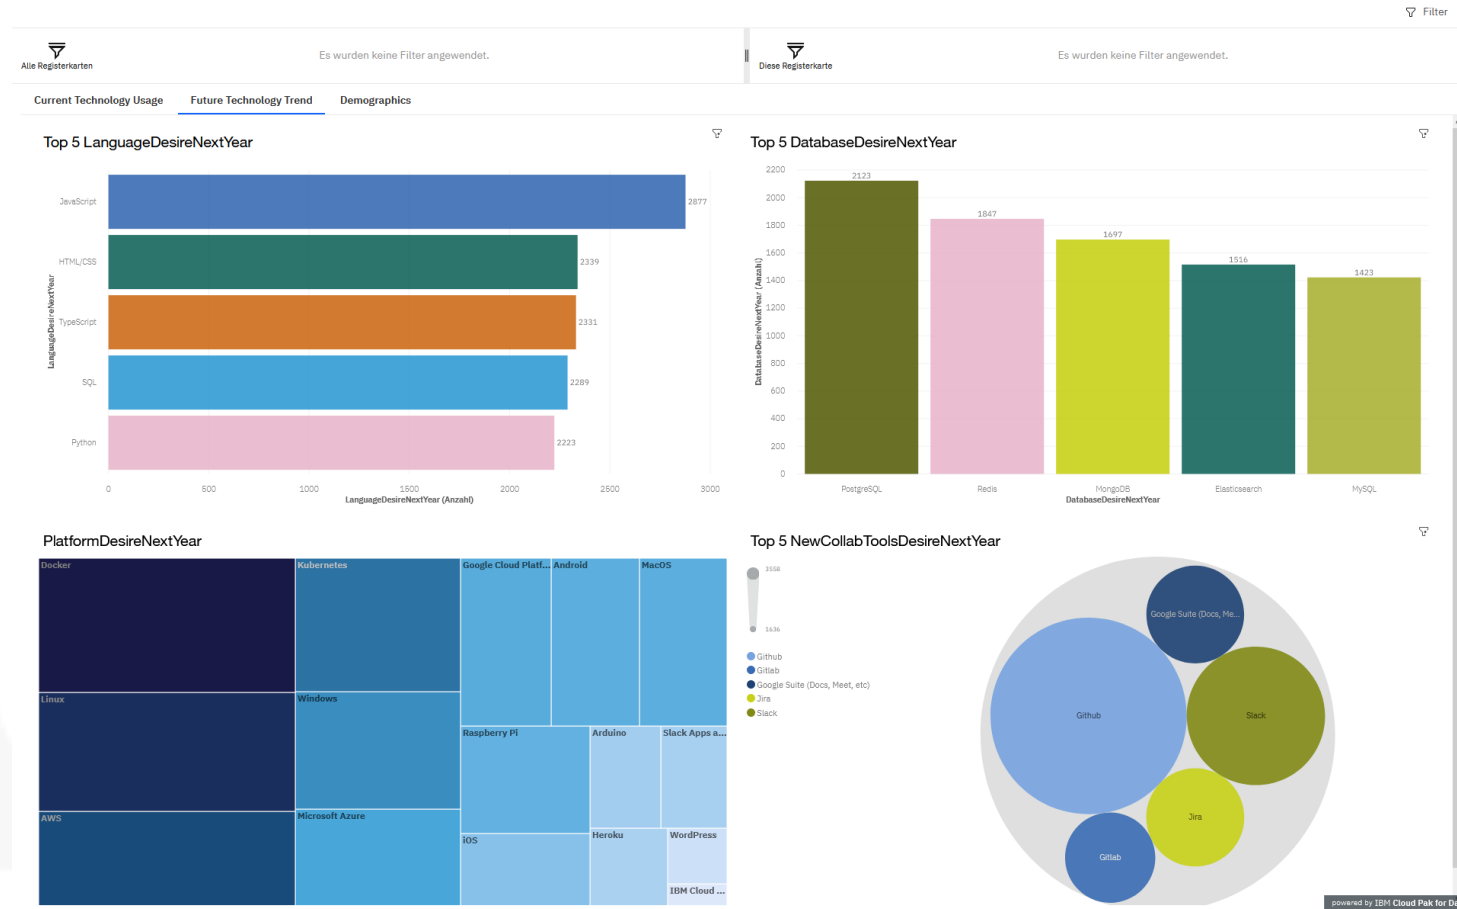 Filter
Alle Registerkarten
Es wurden keine Filter angewendet.
Diese Registerkarte
Es wurden keine Filter angewendet.
Current Technology Usage
Future Technology Trend
Demographics
Top 5 LanguageDesireNextYear
LanguageDesireNextYear
JavaScript
2877
HTML/CSS
2339
TypeScript
2331
SQL
2289
Python
2223
0 500 1000 1500 2000 2500 3000
LanguageDesireNextYear (Anzahl)
Top 5 DatabaseDesireNextYear
DatabaseDesireNextYear (Anzahl)
2200
2000
1800
1600
1400
1200
1000
800
600
400
200
0
2123
1847
1697
1516
1423
PostgreSQL Redis MongoDB Elasticsearch MySQL
DatabaseDesireNextYear
PlatformDesireNextYear
Docker
Linux
AWS
Kubernetes
Windows
Microsoft Azure
Google Cloud Platf...
Android
MacOS
Raspberry Pi
iOS
Arduino
Slack Apps a...
Heroku
WordPress
IBM Cloud ...
Top 5 NewCollabToolsDesireNextYear
3558
1636
Github
Gitlab
Google Suite (Docs, Meet, etc)
Jira
Slack
Google Suite (Docs, Me...
Github
Slack
Jira
Gitlab
powered by IBM Cloud Pak for Da